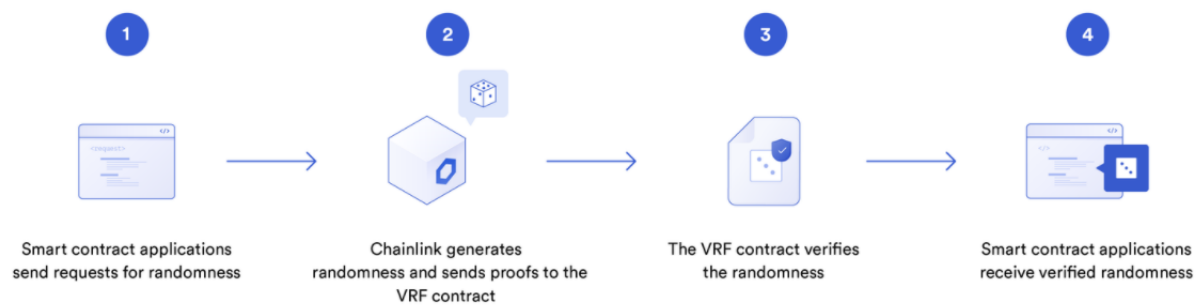 1
2
3
4
</>
<request>
</>
</>
Smart contract applications
send requests for randomness
Chainlink generates
randomness and sends proofs to the
VRF contract
The VRF contract verifies
the randomness
Smart contract applications
receive verified randomness